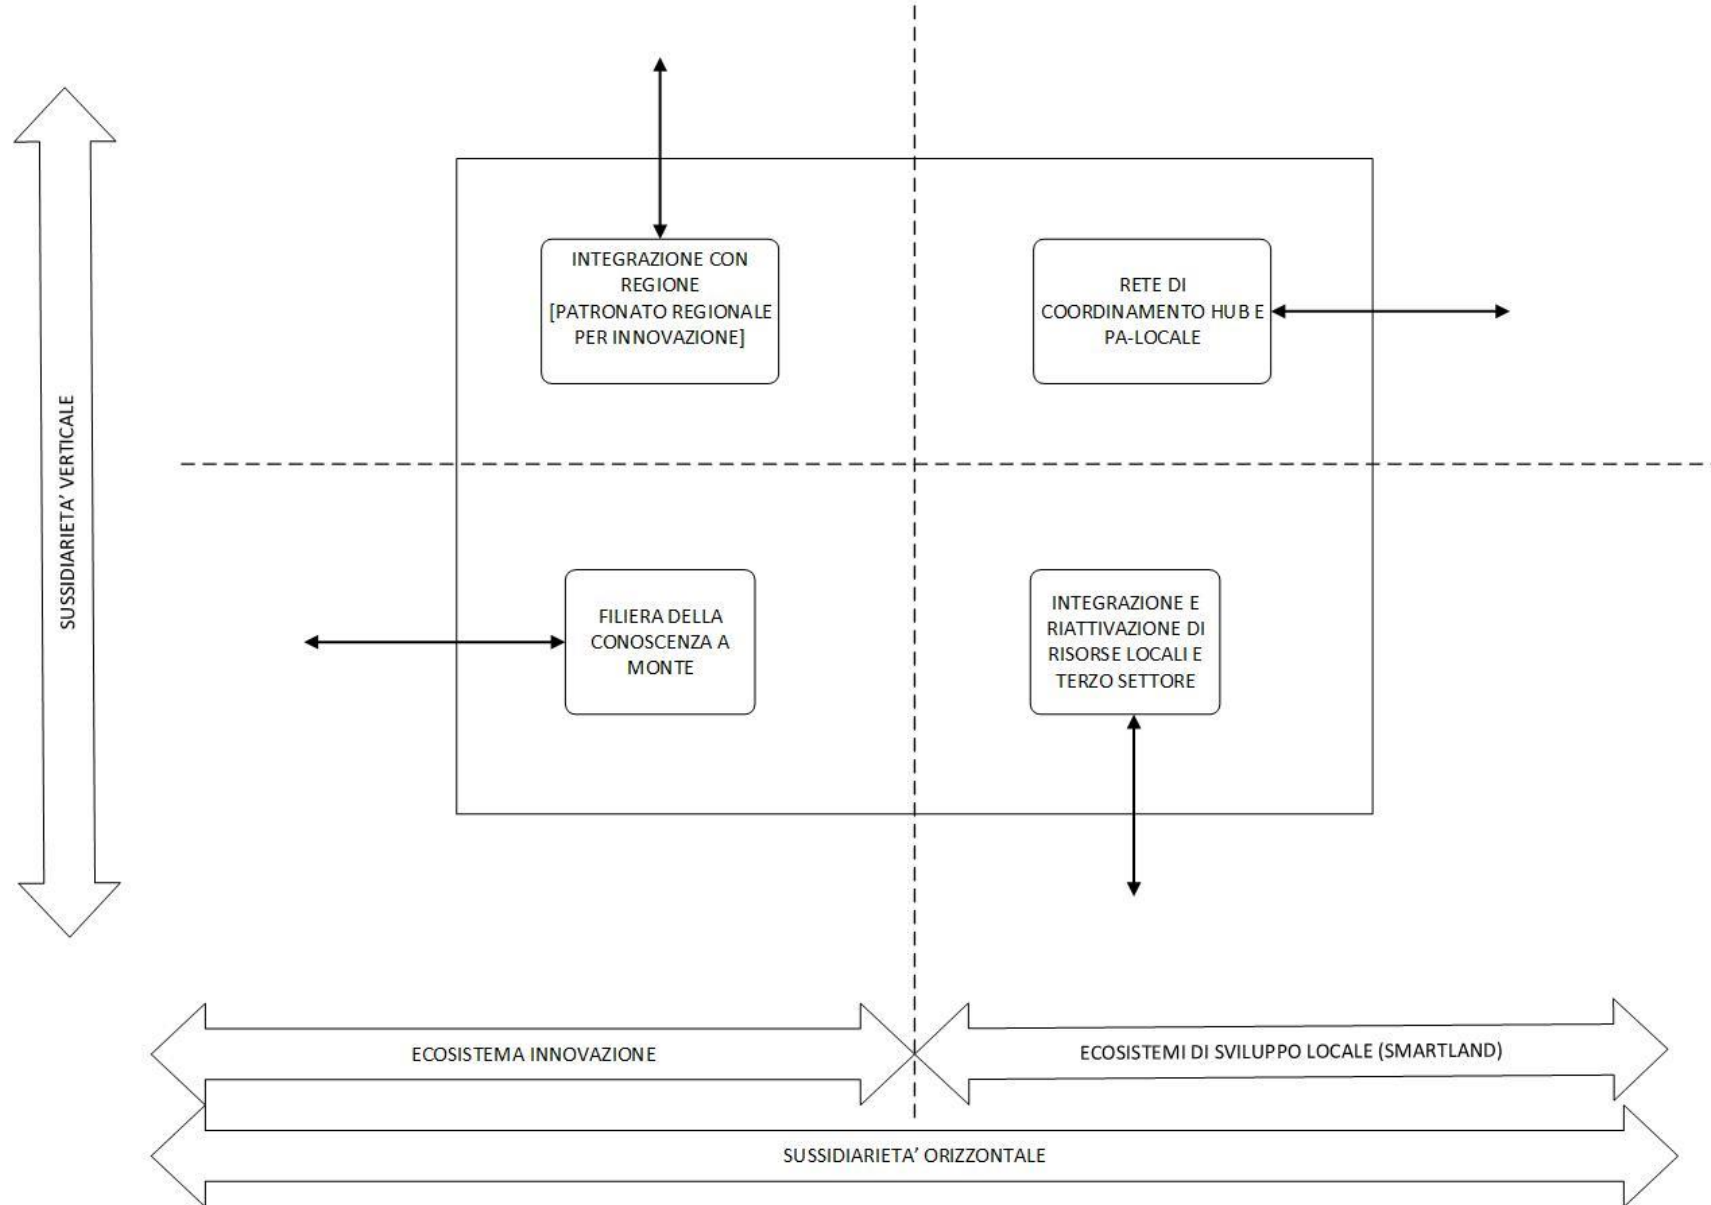 INTEGRAZIONE CON
REGIONE
[PATRONATO REGIONALE
PER INNOVAZIONE]
RETE DI
COORDINAMENTO HUB E
PA-LOCALE
SUSSIDIARIETA’ VERTICALE
FILIERA DELLA
CONOSCENZA A
MONTE
INTEGRAZIONE E
RIATTIVAZIONE DI
RISORSE LOCALI E
TERZO SETTORE
ECOSISTEMA INNOVAZIONE
ECOSISTEMI DI SVILUPPO LOCALE (SMARTLAND)
SUSSIDIARIETA’ ORIZZONTALE